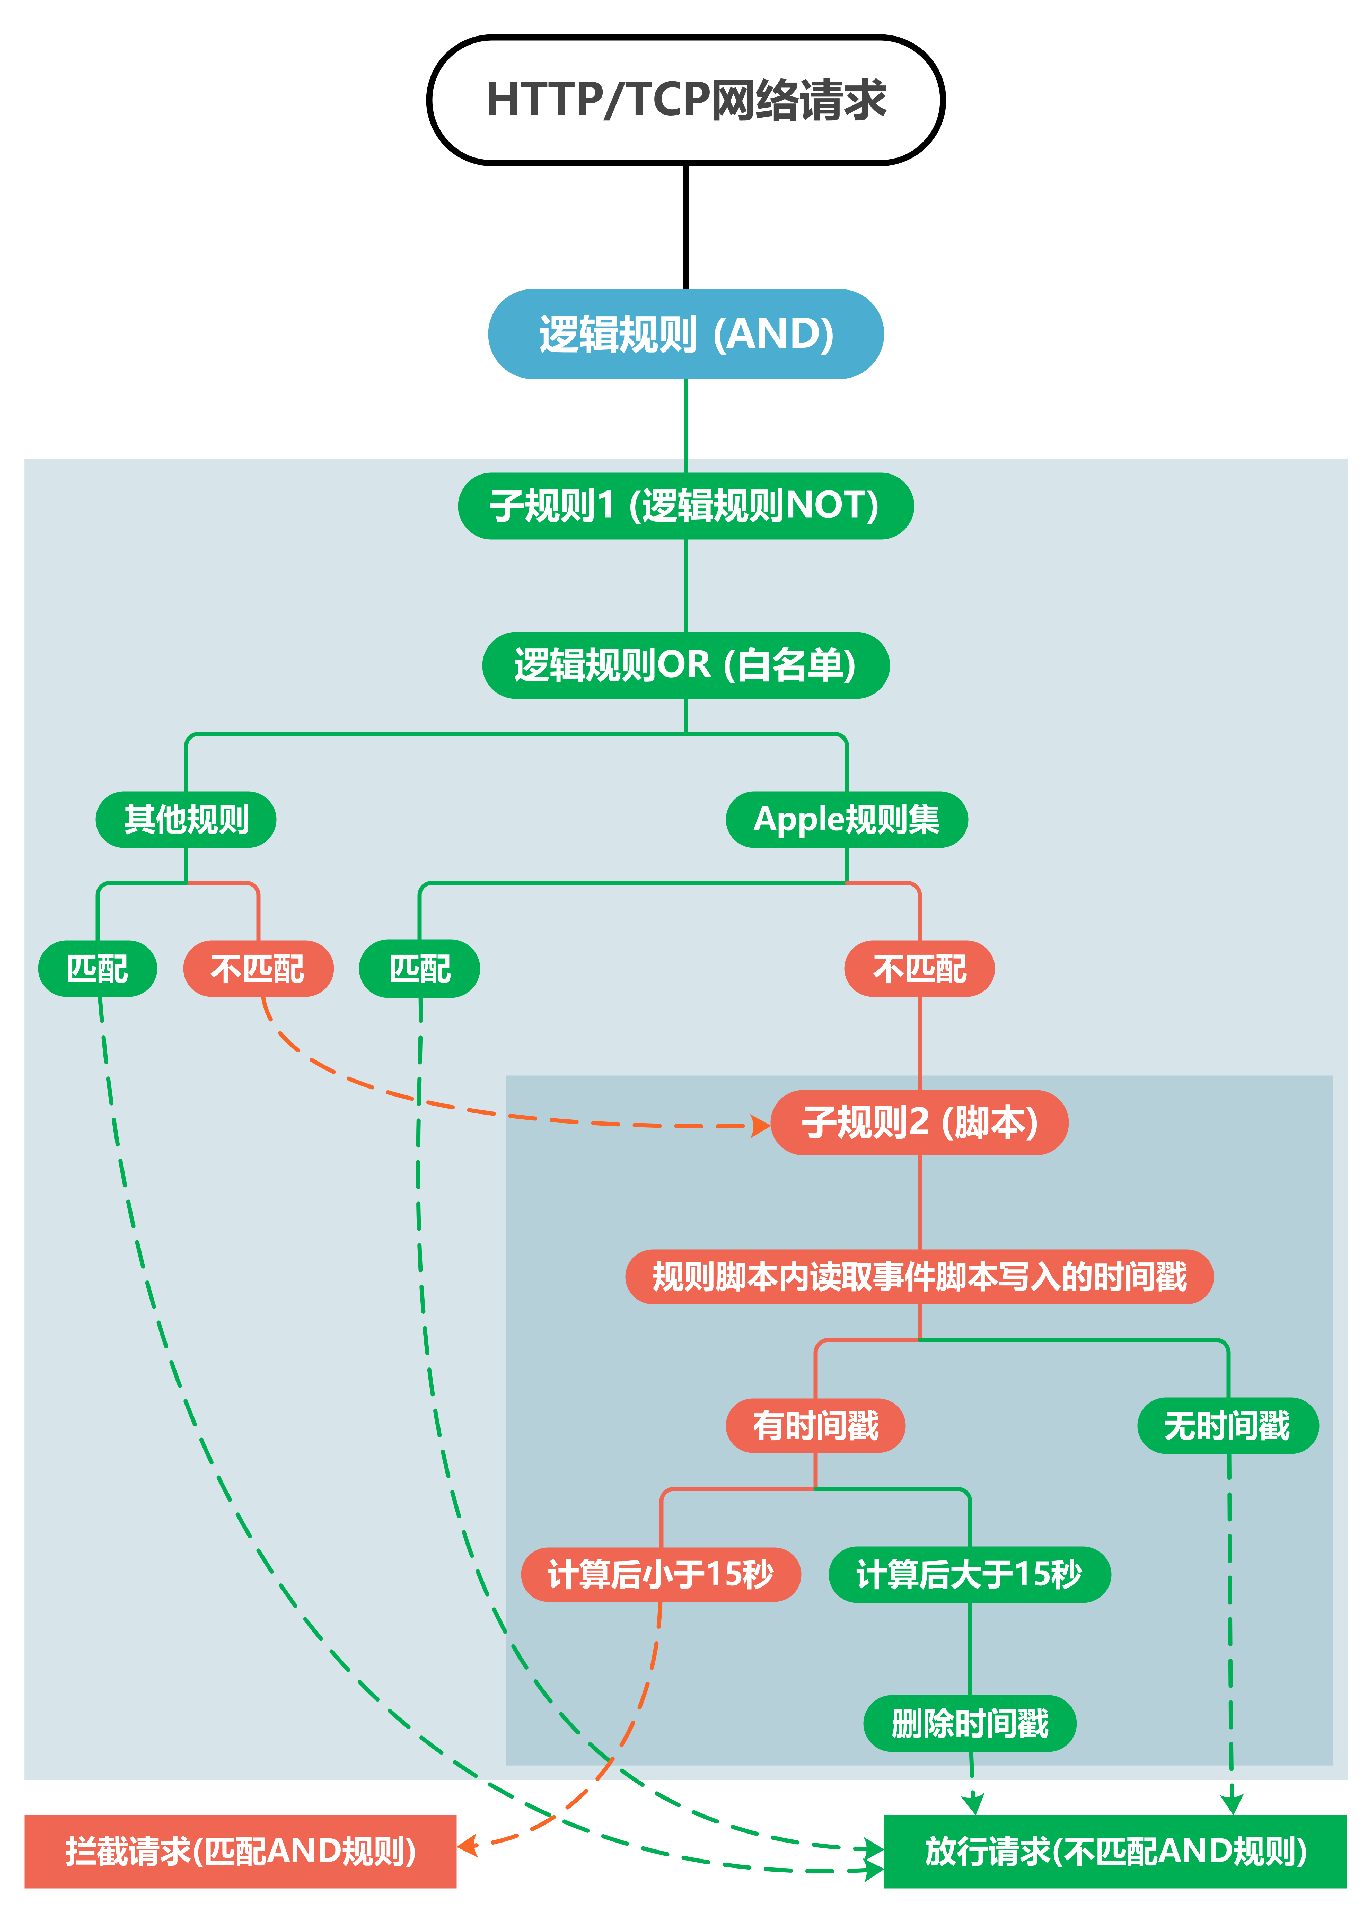 HTTP/TCP网络请求
逻辑规则 (AND)
子规则1 (逻辑规则NOT)
逻辑规则OR (白名单)
其他规则
Apple规则集
匹配
不匹配
匹配
不匹配
子规则2 (脚本)
规则脚本内读取事件脚本写入的时间戳
有时间戳
无时间戳
计算后小于15秒
计算后大于15秒
删除时间戳
拦截请求(匹配AND规则)
放行请求(不匹配AND规则)